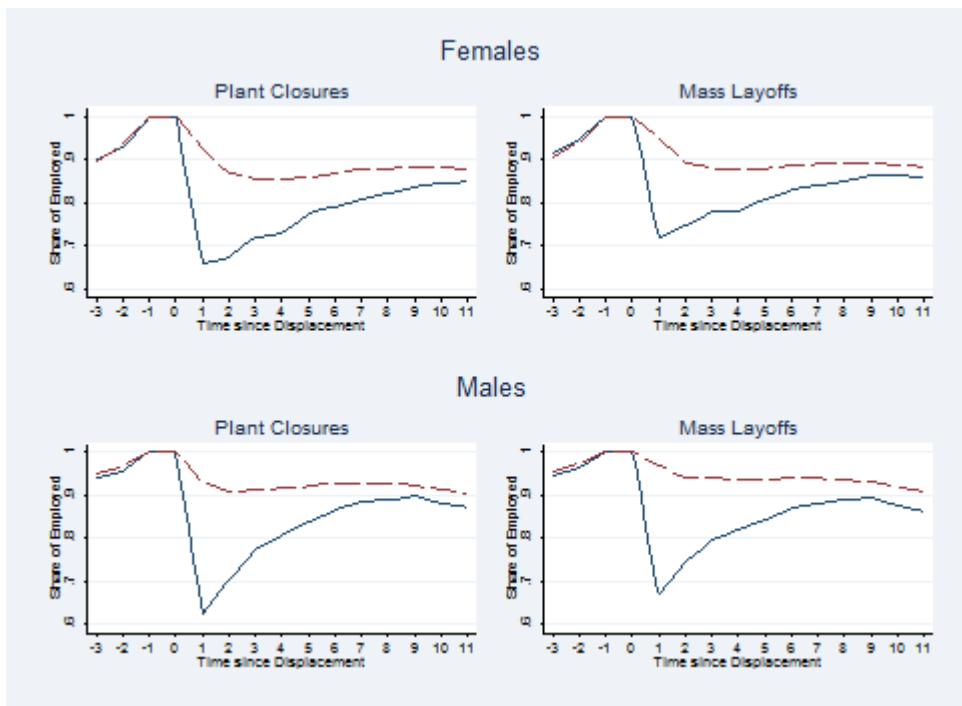 Females
Plant Closures
Mass Layoffs
Share of Employed
1
.9
.8
.7
.6
-3 -2 -1 0 1 2 3 4 5 6 7 8 9 10 11
Time since Displacement
Share of Employed
1
.9
.8
.7
.6
-3 -2 -1 0 1 2 3 4 5 6 7 8 9 10 11
Time since Displacement
Males
Plant Closures
Mass Layoffs
Share of Employed
1
.9
.8
.7
.6
-3 -2 -1 0 1 2 3 4 5 6 7 8 9 10 11
Time since Displacement
Share of Employed
1
.9
.8
.7
.6
-3 -2 -1 0 1 2 3 4 5 6 7 8 9 10 11
Time since Displacement